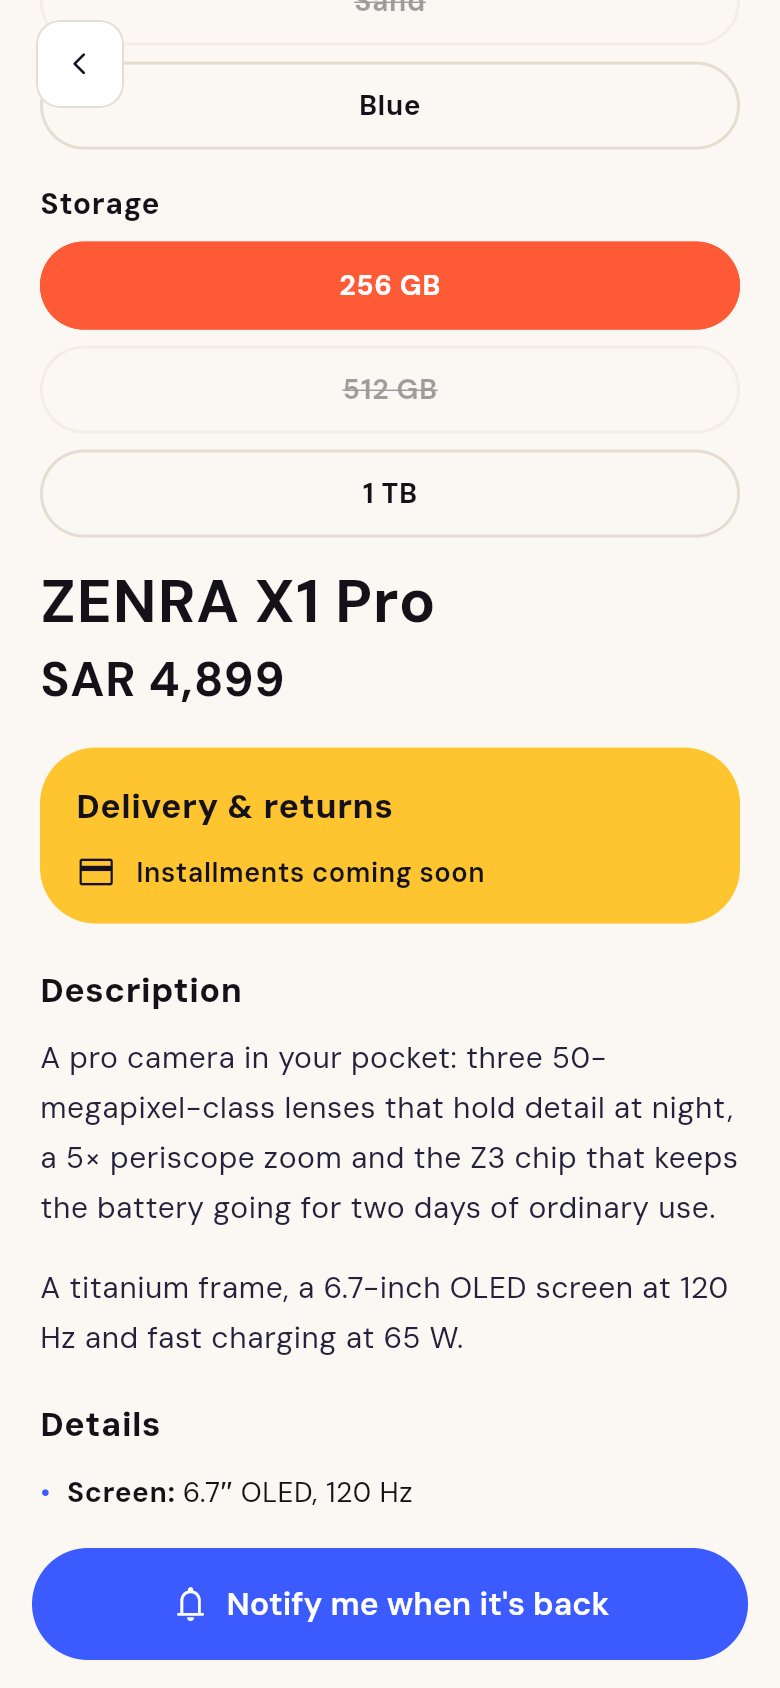 Sand
Blue
Storage
256 GB
512 GB
1 TB
ZENRA X1 Pro
SAR 4,899
Delivery & returns
Installments coming soon
Description
A pro camera in your pocket: three 50-
megapixel-class lenses that hold detail at night,
a 5× periscope zoom and the Z3 chip that keeps
the battery going for two days of ordinary use.
A titanium frame, a 6.7-inch OLED screen at 120
Hz and fast charging at 65 W.
Details
• Screen: 6.7″ OLED, 120 Hz
Notify me when it's back